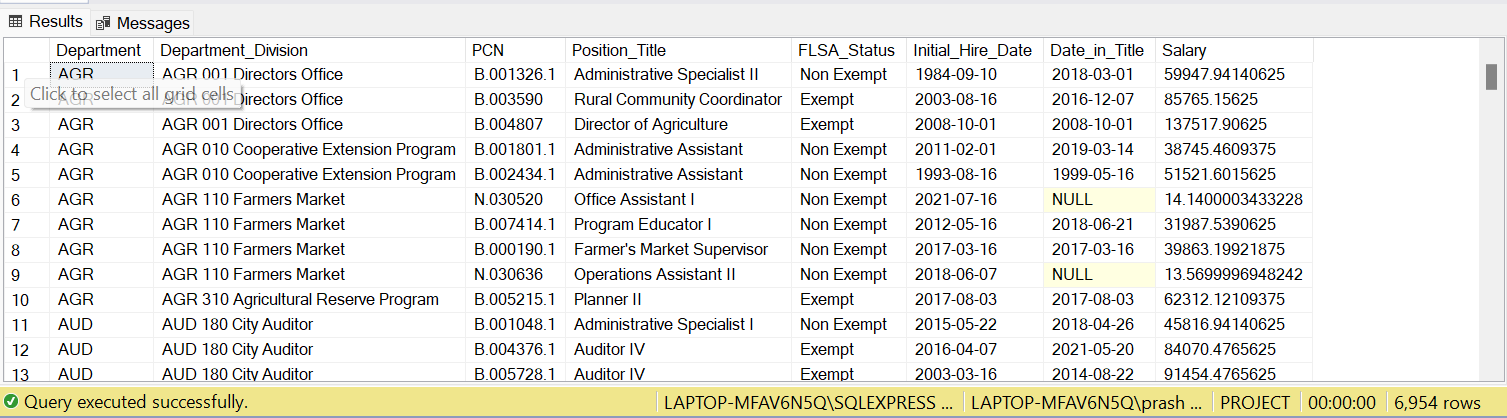 Results Messages
Department Department_Division PCN Position_Title FLSA_Status Initial_Hire_Date Date_in_Title Salary
1 AGR AGR 001 Directors Office B.001326.1 Administrative Specialist II Non Exempt 1984-09-10 2018-03-01 59947.94140625
Click to select all grid cells
2 AGR AGR 001 Directors Office B.003590 Rural Community Coordinator Exempt 2003-08-16 2016-12-07 85765.15625
3 AGR AGR 001 Directors Office B.004807 Director of Agriculture Exempt 2008-10-01 2008-10-01 137517.90625
4 AGR AGR 010 Cooperative Extension Program B.001801.1 Administrative Assistant Non Exempt 2011-02-01 2019-03-14 38745.4609375
5 AGR AGR 010 Cooperative Extension Program B.002434.1 Administrative Assistant Non Exempt 1993-08-16 1999-05-16 51521.6015625
6 AGR AGR 110 Farmers Market N.030520 Office Assistant I Non Exempt 2021-07-16 NULL 14.1400003433228
7 AGR AGR 110 Farmers Market B.007414.1 Program Educator I Non Exempt 2012-05-16 2018-06-21 31987.5390625
8 AGR AGR 110 Farmers Market B.000190.1 Farmer's Market Supervisor Non Exempt 2017-03-16 2017-03-16 39863.19921875
9 AGR AGR 110 Farmers Market N.030636 Operations Assistant II Non Exempt 2018-06-07 NULL 13.5699996948242
10 AGR AGR 310 Agricultural Reserve Program B.005215.1 Planner II Exempt 2017-08-03 2017-08-03 62312.12109375
11 AUD AUD 180 City Auditor B.001048.1 Administrative Specialist I Non Exempt 2015-05-22 2018-04-26 45816.94140625
12 AUD AUD 180 City Auditor B.004376.1 Auditor IV Exempt 2016-04-07 2021-05-20 84070.4765625
13 AUD AUD 180 City Auditor B.005728.1 Auditor IV Exempt 2003-03-16 2014-08-22 91454.4765625
Query executed successfully. LAPTOP-MFAV6N5Q\SQLEXPRESS ... LAPTOP-MFAV6N5Q\prash ... PROJECT 00:00:00 6,954 rows